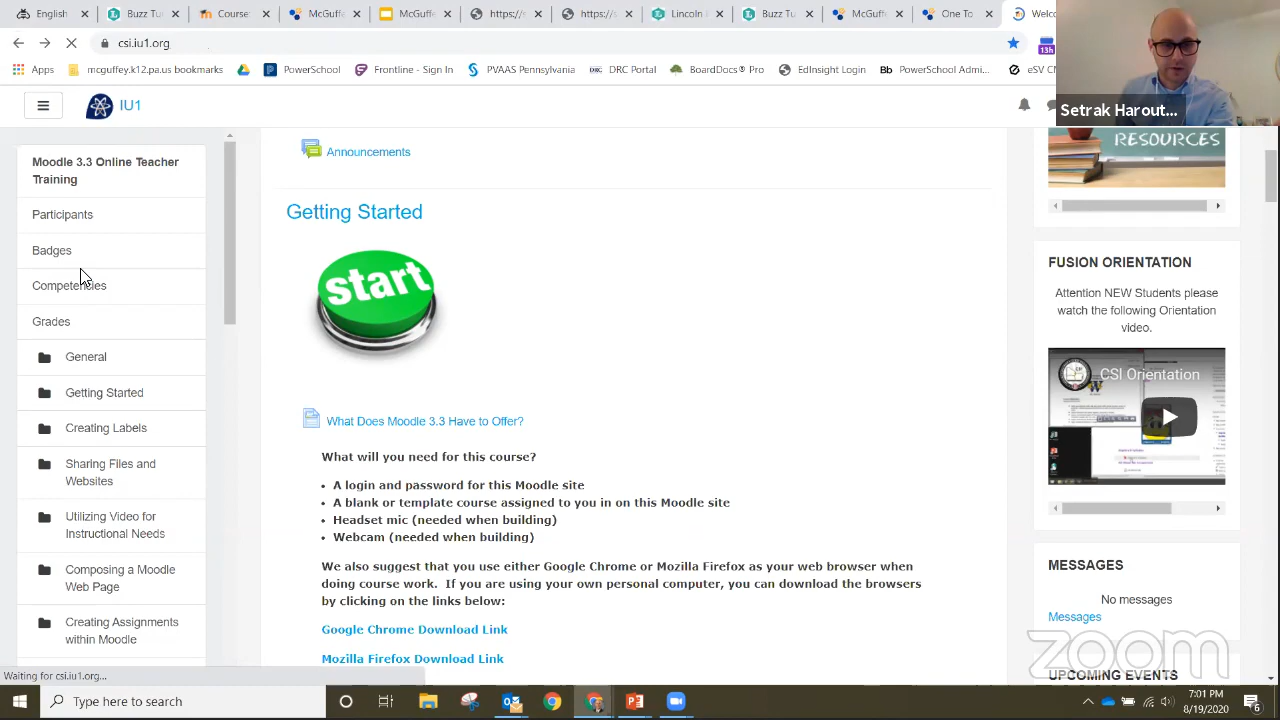 English
McGuff
https://s
https://
Lincoln
Buzz Tu
McGuff
Buzz Tu
McGuff
One To
csi.iu1.org
13h
Apps
mcguffey.k12.pa.us bookmarks
PowerSchool
Frontline - Sign In
PVAAS Pennsylvania
DRC Portal
BoardDocs® Pro
EdInsight Login
Bb PowerSchool Admi...
eSV Ch
Setrak Harout...
IU1
Moodle 3.3 Online Teacher
Training
Participants
Badges
Competencies
Grades
General
Getting Started
Creating Labels
Sharing Files and
Websites
Utilizing Video for
Instructional Needs
Composing a Moodle
Web Page
Creating Assignments
within Moodle
Waiting for csi.iu1.org...
Announcements
Getting Started
start
What Does Moodle 3.3 Have to Offer?
What will you need for this course?
• A login and password for this Moodle site
• A blank or template course assigned to you in on this Moodle site
• Headset mic (needed when building)
• Webcam (needed when building)
We also suggest that you use either Google Chrome or Mozilla Firefox as your web browser when
doing course work. If you are using your own personal computer, you can download the browsers
by clicking on the links below:
Google Chrome Download Link
Mozilla Firefox Download Link
RESOURCES
FUSION ORIENTATION
Attention NEW Students please
watch the following Orientation
video.
CSI Orientation
MESSAGES
No messages
Messages
UPCOMING EVENTS
zoom
Type here to search
7:01 PM
8/19/2020
6